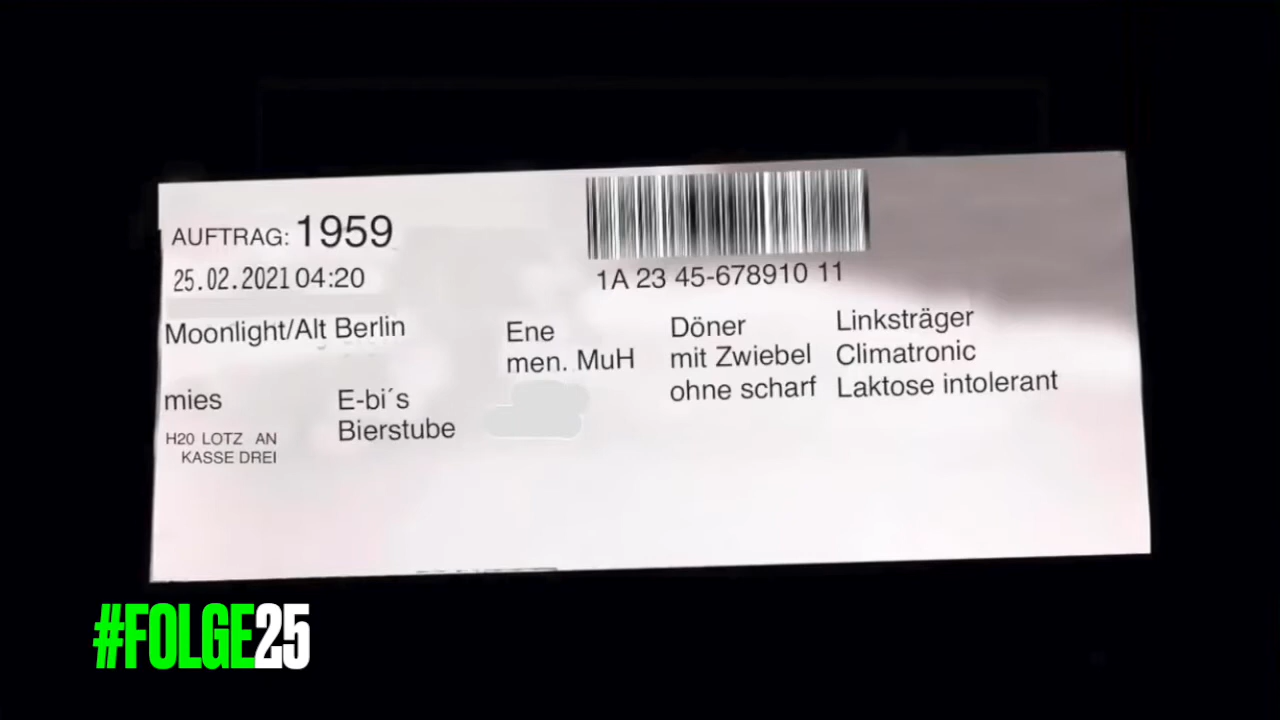 AUFTRAG: 1959
25.02.2021 04:20
1A 23 45-678910 11
Moonlight/Alt Berlin
Ene
men. MuH
Döner
mit Zwiebel
ohne scharf
Linksträger
Climatronic
Laktose intolerant
mies
H20 LOTZ AN
KASSE DREI
E-bi´s
Bierstube
#FOLGE25